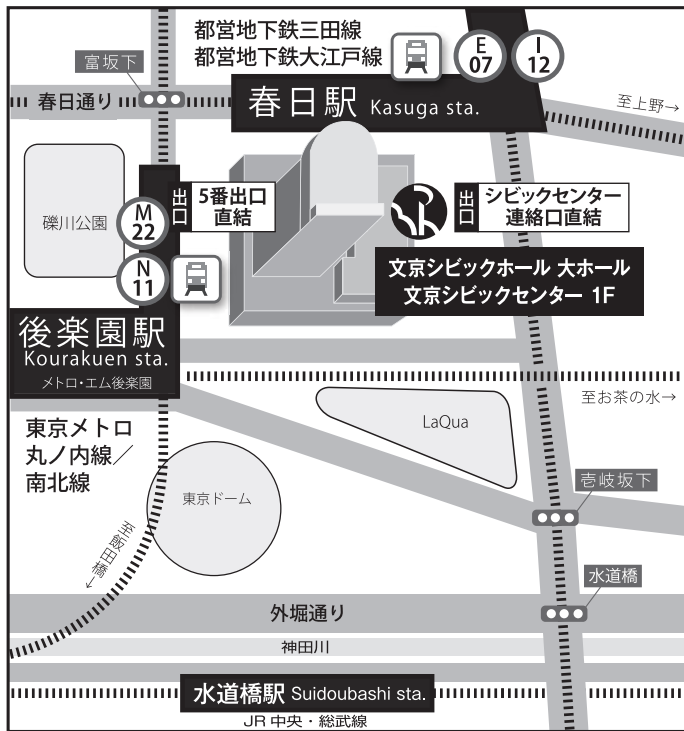 都営地下鉄三田線
都営地下鉄大江戸線
E
07
I
12
富坂下
春日通り
春日駅 Kasuga sta.
至上野→
礫川公園
M
22
出口
5番出口
直結
出口
シビックセンター
連絡口直結
N
11
文京シビックホール 大ホール
文京シビックセンター 1F
後楽園駅
Kourakuen sta.
メトロ・エム後楽園
至お茶の水→
東京メトロ
丸ノ内線／
南北線
LaQua
壱岐坂下
東京ドーム
至飯田橋→
水道橋
外堀通り
神田川
水道橋駅 Suidoubashi sta.
JR 中央・総武線